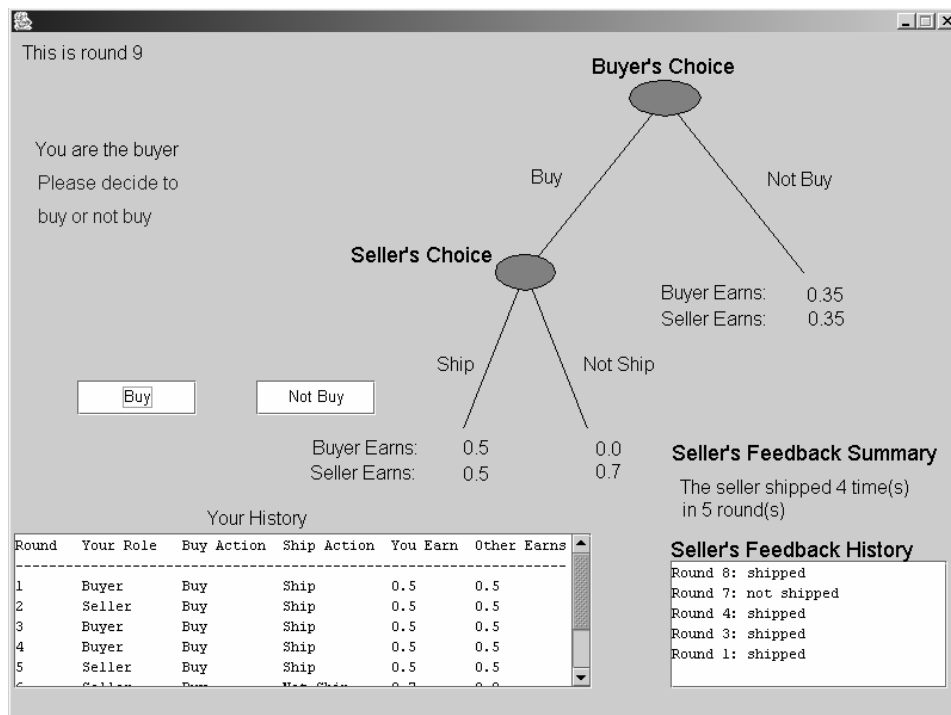 This is round 9
Buyer's Choice
You are the buyer
Please decide to
buy or not buy
Buy
Not Buy
Seller's Choice
Buyer Earns: 0.35
Seller Earns: 0.35
Ship
Not Ship
Buy
Not Buy
Buyer Earns: 0.5 0.0
Seller Earns: 0.5 0.7
Seller's Feedback Summary
The seller shipped 4 time(s)
in 5 round(s)
Your History
Round Your Role Buy Action Ship Action You Earn Other Earns
1 Buyer Buy Ship 0.5 0.5
2 Seller Buy Ship 0.5 0.5
3 Buyer Buy Ship 0.5 0.5
4 Buyer Buy Ship 0.5 0.5
5 Seller Buy Ship 0.5 0.5
Seller's Feedback History
Round 8: shipped
Round 7: not shipped
Round 4: shipped
Round 3: shipped
Round 1: shipped